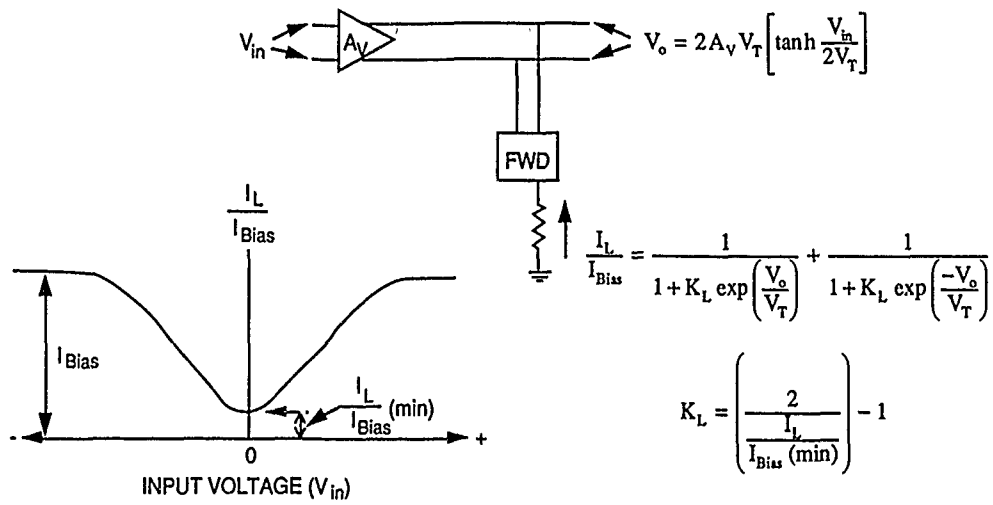 V_in
A_V
V_o = 2 A_V V_T [tanh V_in / 2V_T]
FWD
I_L / I_Bias
I_L / I_Bias = 1 / (1 + K_L exp(V_o / V_T)) + 1 / (1 + K_L exp(-V_o / V_T))
I_Bias
I_L / I_Bias (min)
K_L = (2 / (I_L / I_Bias (min))) - 1
- +
0
INPUT VOLTAGE (V_in)